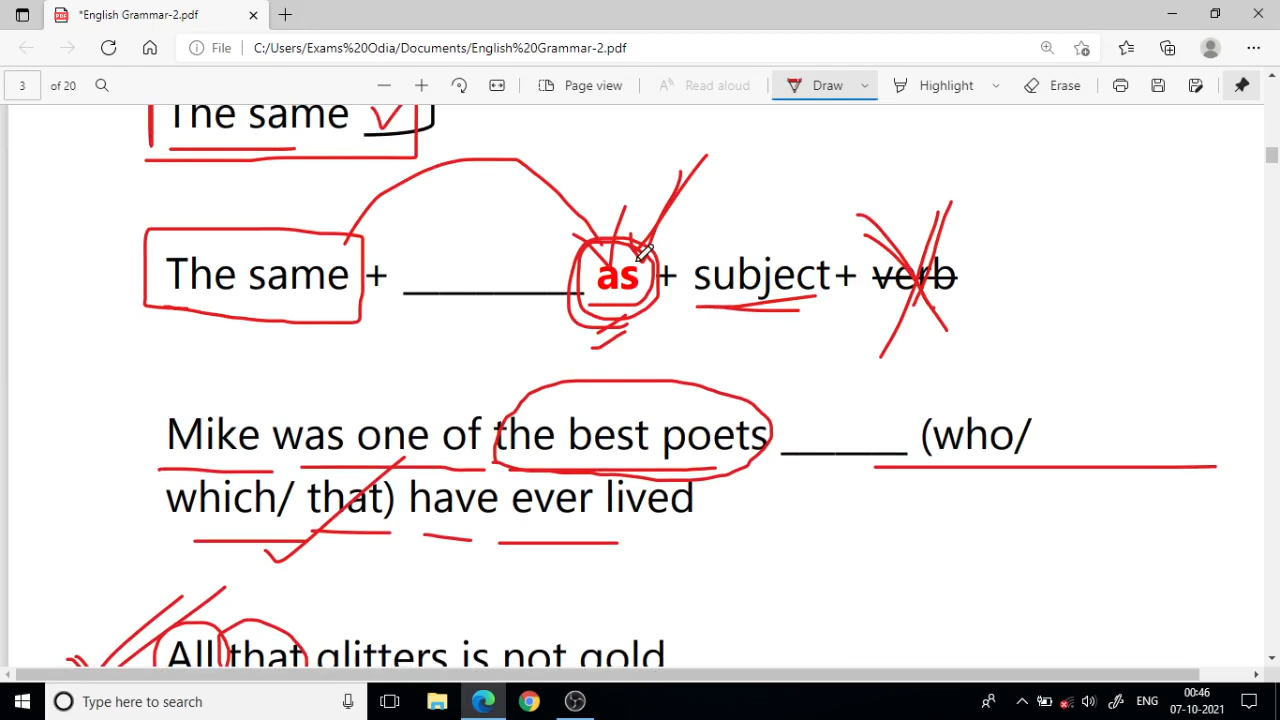 *English Grammar-2.pdf
File C:/Users/Exams%20Odia/Documents/English%20Grammar-2.pdf
3 of 20 Page view Read aloud Draw Highlight Erase
The same
The same + __________ as + subject+ verb
Mike was one of the best poets _______ (who/
which/ that) have ever lived
All that glitters is not gold
Type here to search
ENG
00:46
07-10-2021